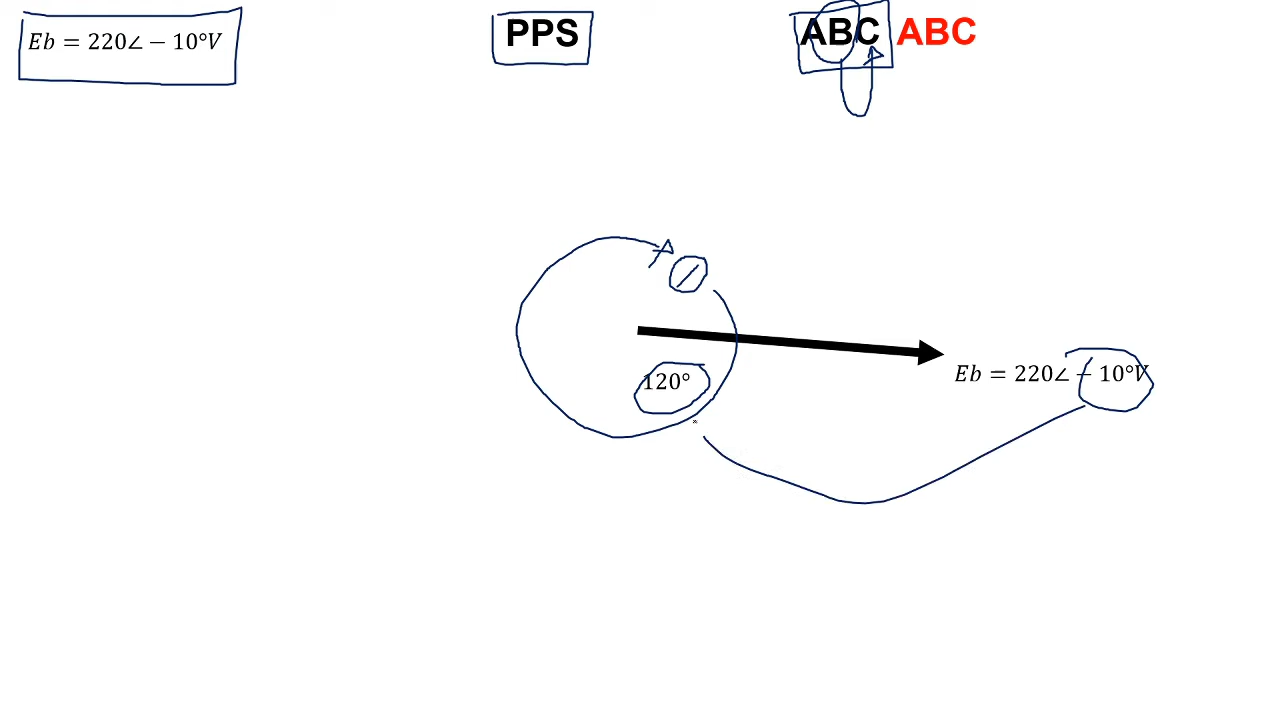 Eb = 220∠ − 10°V
PPS
ABC ABC
120°
Eb = 220∠ − 10°V